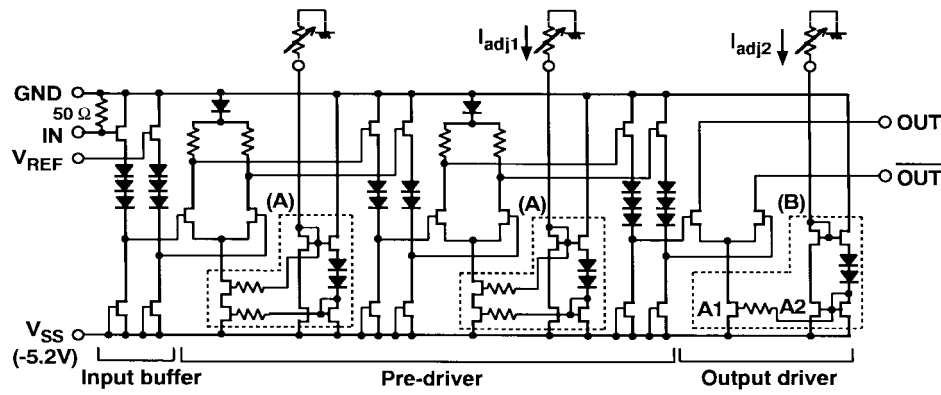 I_adj1
I_adj2
GND
50 Ω
IN
V_REF
OUT
OUT
(A)
(A)
(B)
A1
A2
V_SS
(-5.2V)
Input buffer
Pre-driver
Output driver